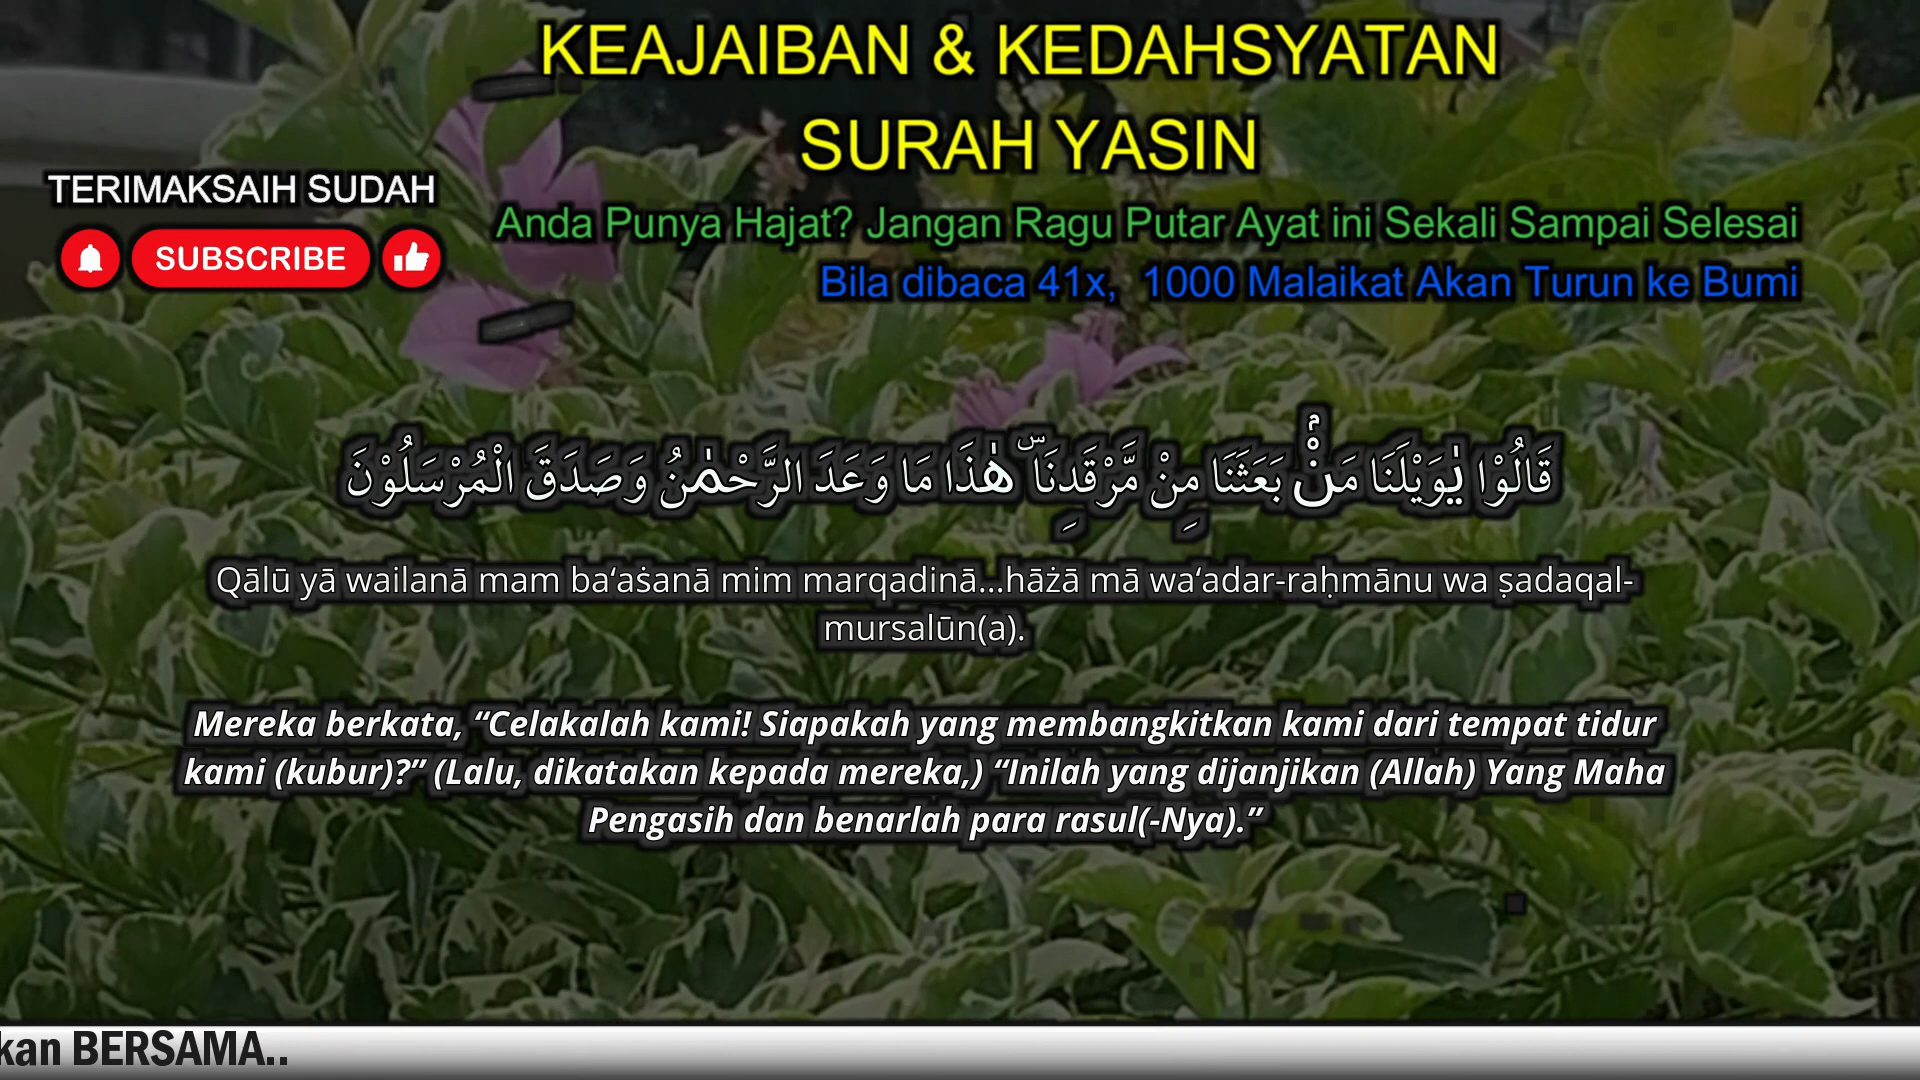 KEAJAIBAN & KEDAHSYATAN
SURAH YASIN
TERIMAKSAIH SUDAH
SUBSCRIBE
Anda Punya Hajat? Jangan Ragu Putar Ayat ini Sekali Sampai Selesai
Bila dibaca 41x, 1000 Malaikat Akan Turun ke Bumi
قَالُوْا يٰوَيْلَنَا مَنْۢ بَعَثَنَا مِنْ مَّرْقَدِنَا ۜهٰذَا مَا وَعَدَ الرَّحْمٰنُ وَصَدَقَ الْمُرْسَلُوْنَ
Qālū yā wailanā mam ba‘aṡanā mim marqadinā...hāżā mā wa‘adar-raḥmānu wa ṣadaqal-
mursalūn(a).
Mereka berkata, “Celakalah kami! Siapakah yang membangkitkan kami dari tempat tidur
kami (kubur)?” (Lalu, dikatakan kepada mereka,) “Inilah yang dijanjikan (Allah) Yang Maha
Pengasih dan benarlah para rasul(-Nya).”
kan BERSAMA..